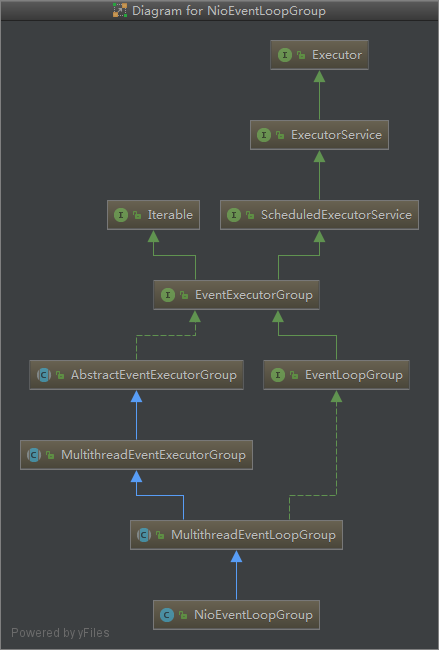 Diagram for NioEventLoopGroup
I Executor
I ExecutorService
I Iterable
I ScheduledExecutorService
I EventExecutorGroup
C AbstractEventExecutorGroup
I EventLoopGroup
C MultithreadEventExecutorGroup
C MultithreadEventLoopGroup
C NioEventLoopGroup
Powered by yFiles